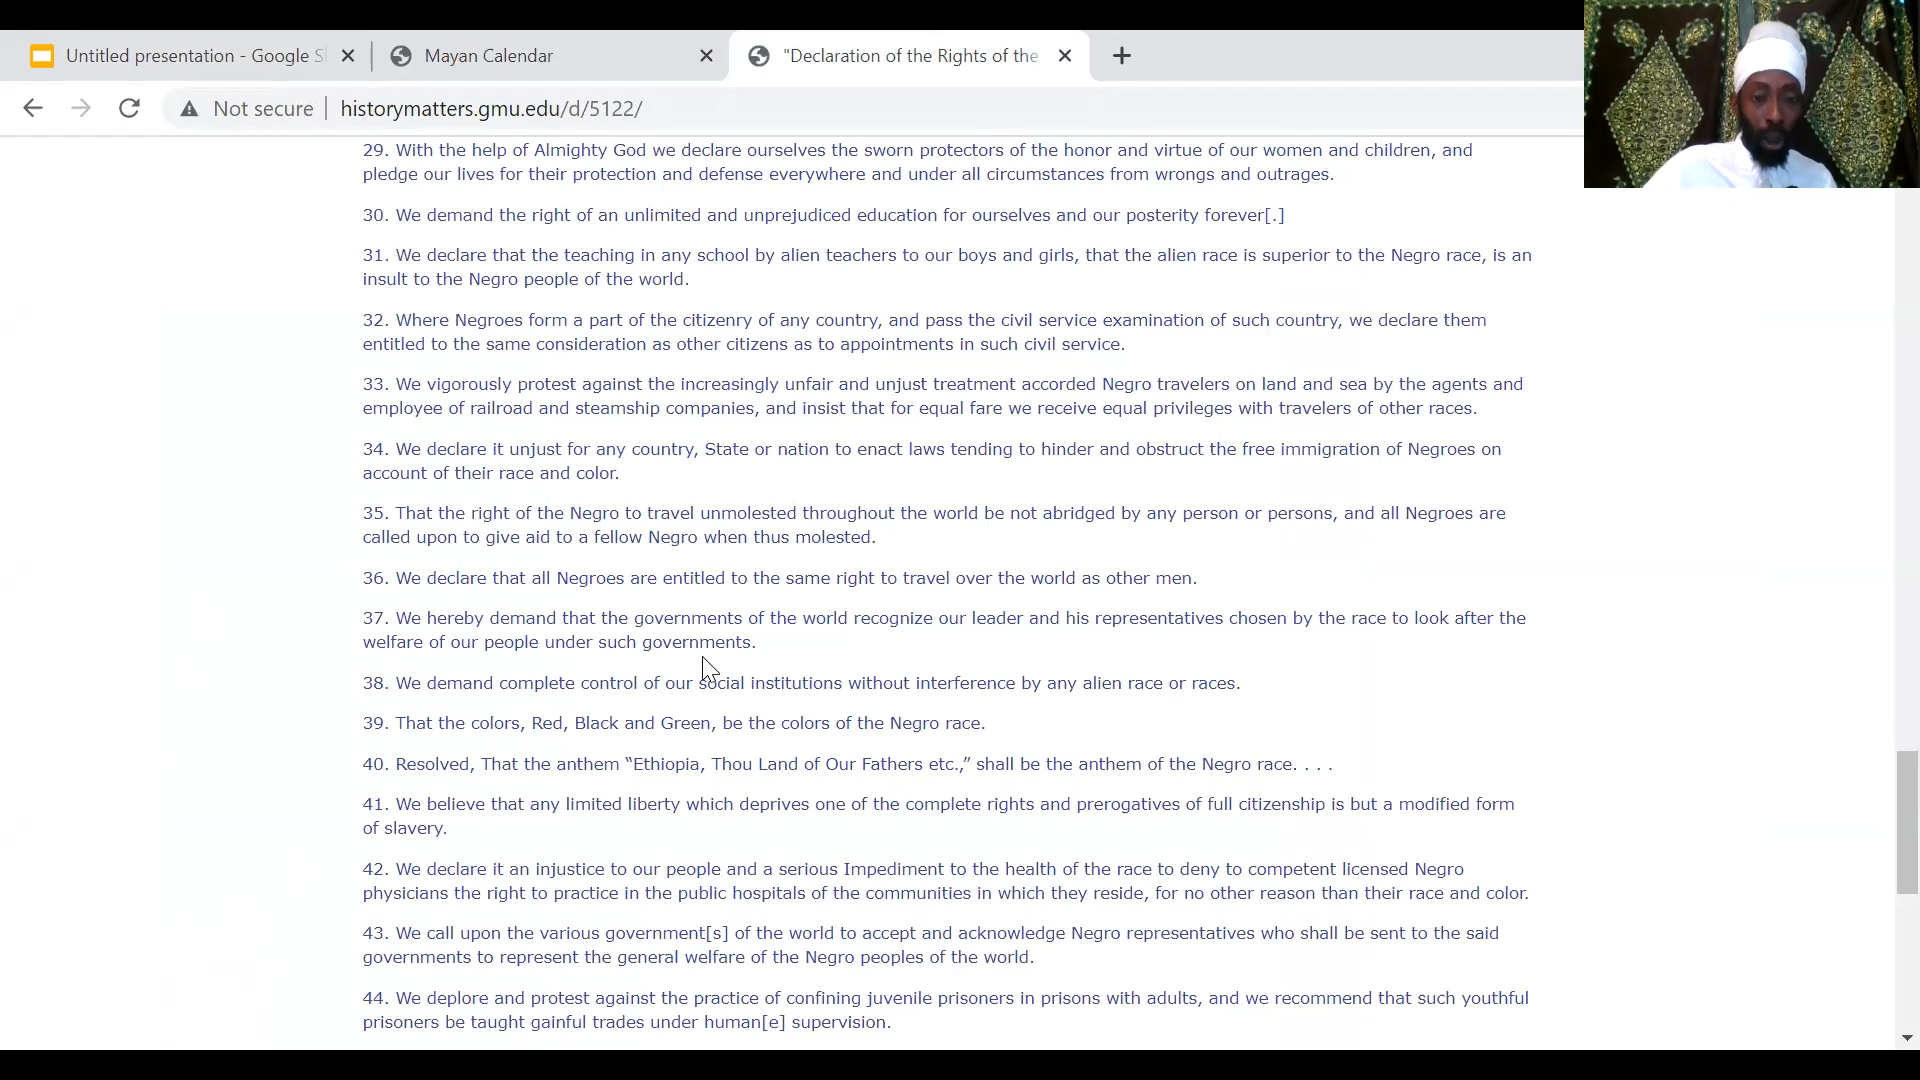 Untitled presentation - Google Sl
Mayan Calendar
"Declaration of the Rights of the
Not secure
historymatters.gmu.edu/d/5122/
29. With the help of Almighty God we declare ourselves the sworn protectors of the honor and virtue of our women and children, and
pledge our lives for their protection and defense everywhere and under all circumstances from wrongs and outrages.
30. We demand the right of an unlimited and unprejudiced education for ourselves and our posterity forever[.]
31. We declare that the teaching in any school by alien teachers to our boys and girls, that the alien race is superior to the Negro race, is an
insult to the Negro people of the world.
32. Where Negroes form a part of the citizenry of any country, and pass the civil service examination of such country, we declare them
entitled to the same consideration as other citizens as to appointments in such civil service.
33. We vigorously protest against the increasingly unfair and unjust treatment accorded Negro travelers on land and sea by the agents and
employee of railroad and steamship companies, and insist that for equal fare we receive equal privileges with travelers of other races.
34. We declare it unjust for any country, State or nation to enact laws tending to hinder and obstruct the free immigration of Negroes on
account of their race and color.
35. That the right of the Negro to travel unmolested throughout the world be not abridged by any person or persons, and all Negroes are
called upon to give aid to a fellow Negro when thus molested.
36. We declare that all Negroes are entitled to the same right to travel over the world as other men.
37. We hereby demand that the governments of the world recognize our leader and his representatives chosen by the race to look after the
welfare of our people under such governments.
38. We demand complete control of our social institutions without interference by any alien race or races.
39. That the colors, Red, Black and Green, be the colors of the Negro race.
40. Resolved, That the anthem “Ethiopia, Thou Land of Our Fathers etc.,” shall be the anthem of the Negro race. . . .
41. We believe that any limited liberty which deprives one of the complete rights and prerogatives of full citizenship is but a modified form
of slavery.
42. We declare it an injustice to our people and a serious Impediment to the health of the race to deny to competent licensed Negro
physicians the right to practice in the public hospitals of the communities in which they reside, for no other reason than their race and color.
43. We call upon the various government[s] of the world to accept and acknowledge Negro representatives who shall be sent to the said
governments to represent the general welfare of the Negro peoples of the world.
44. We deplore and protest against the practice of confining juvenile prisoners in prisons with adults, and we recommend that such youthful
prisoners be taught gainful trades under human[e] supervision.